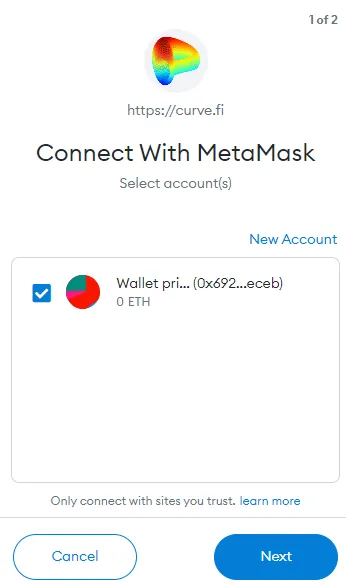 1 of 2
https://curve.fi
Connect With MetaMask
Select account(s)
New Account
Wallet pri... (0x692...eceb)
0 ETH
Only connect with sites you trust. learn more
Cancel
Next